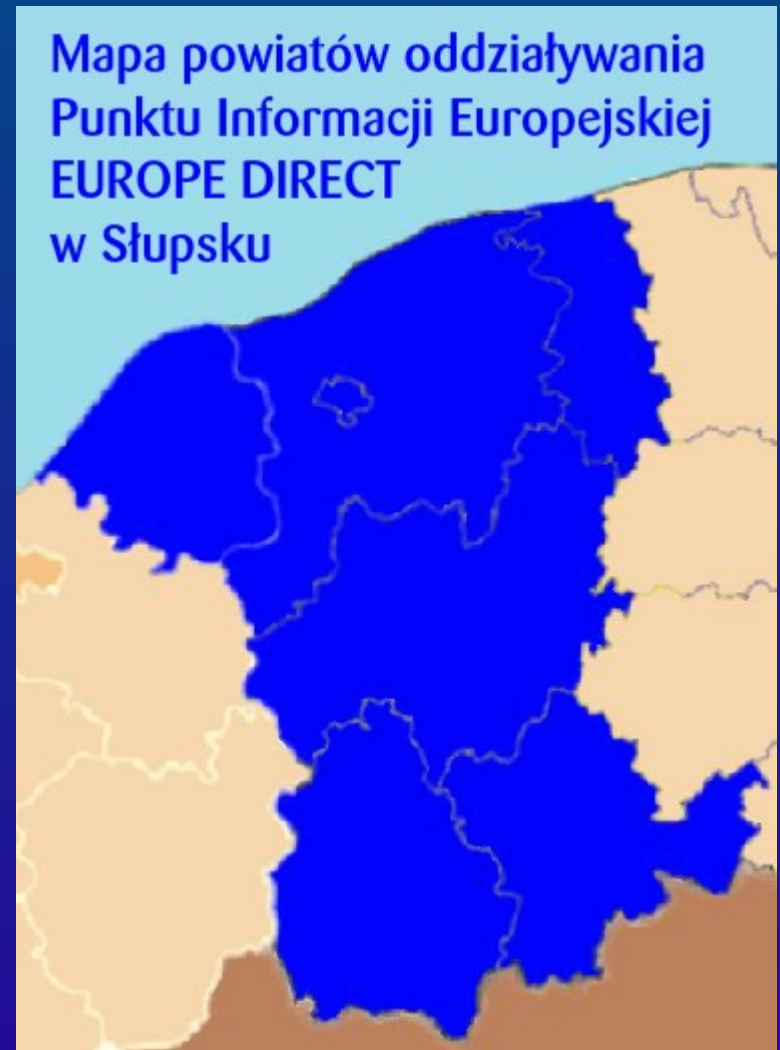 Mapa powiatów oddziaływania
Punktu Informacji Europejskiej
EUROPE DIRECT
w Słupsku